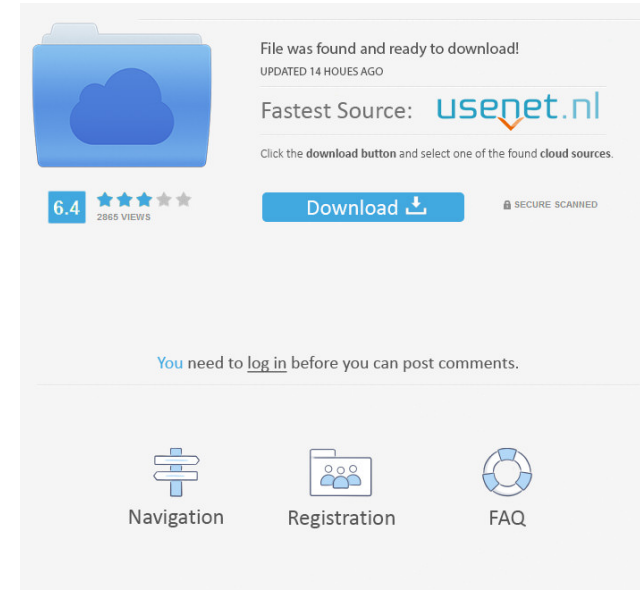 File was found and ready to download!
UPDATED 14 HOUES AGO
Fastest Source: usenet.nl
Click the download button and select one of the found cloud sources.
6.4
2865 VIEWS
Download
SECURE SCANNED
You need to log in before you can post comments.
Navigation
Registration
FAQ